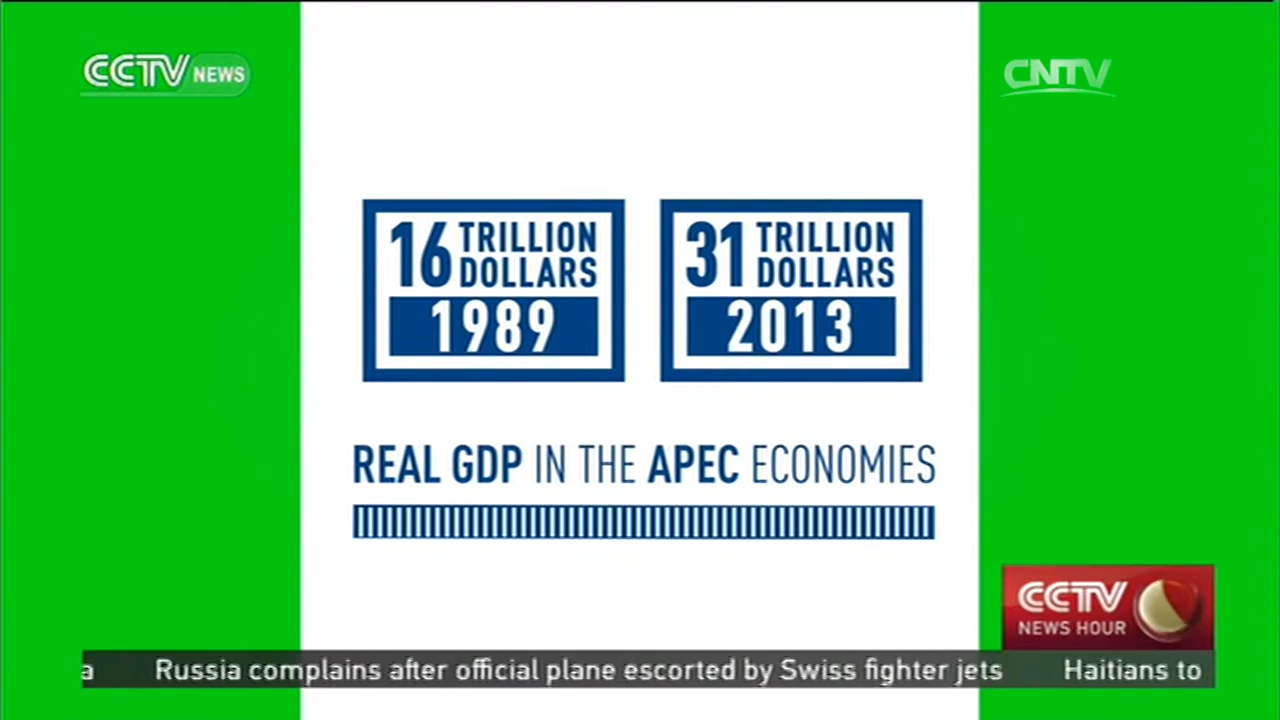 CCTV NEWS
CNTV
16 TRILLION DOLLARS
1989
31 TRILLION DOLLARS
2013
REAL GDP IN THE APEC ECONOMIES
CCTV
NEWS HOUR
a Russia complains after official plane escorted by Swiss fighter jets Haitians to